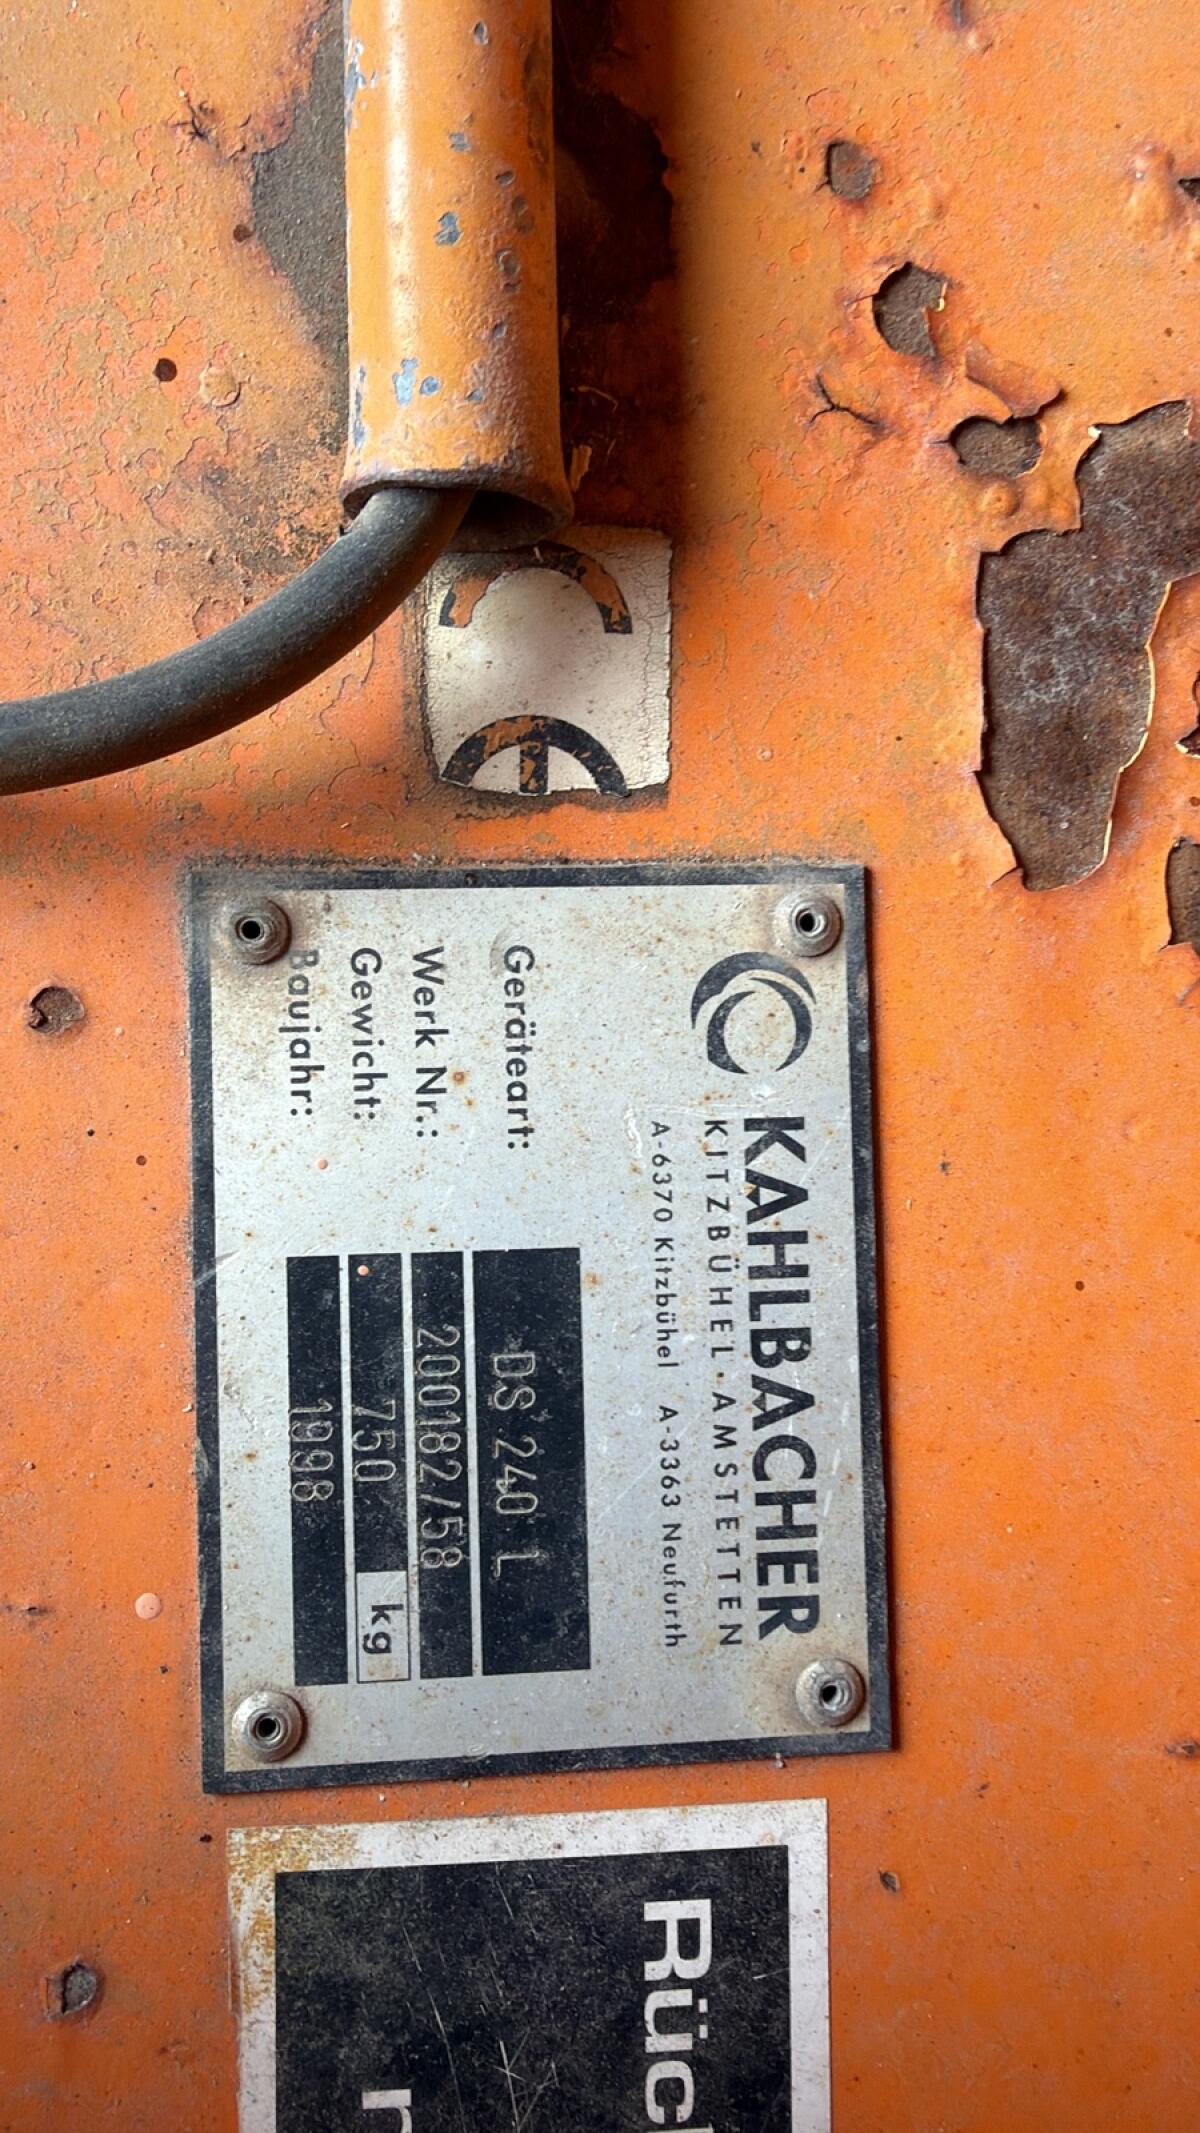 CE
KAHLBACHER
KITZBÜHEL · AMSTETTEN
A-6370 Kitzbühel A-3363 Neufurth
Geräteart: DS 240 L
Werk Nr.: 200182/58
Gewicht: 750 kg
Baujahr: 1998